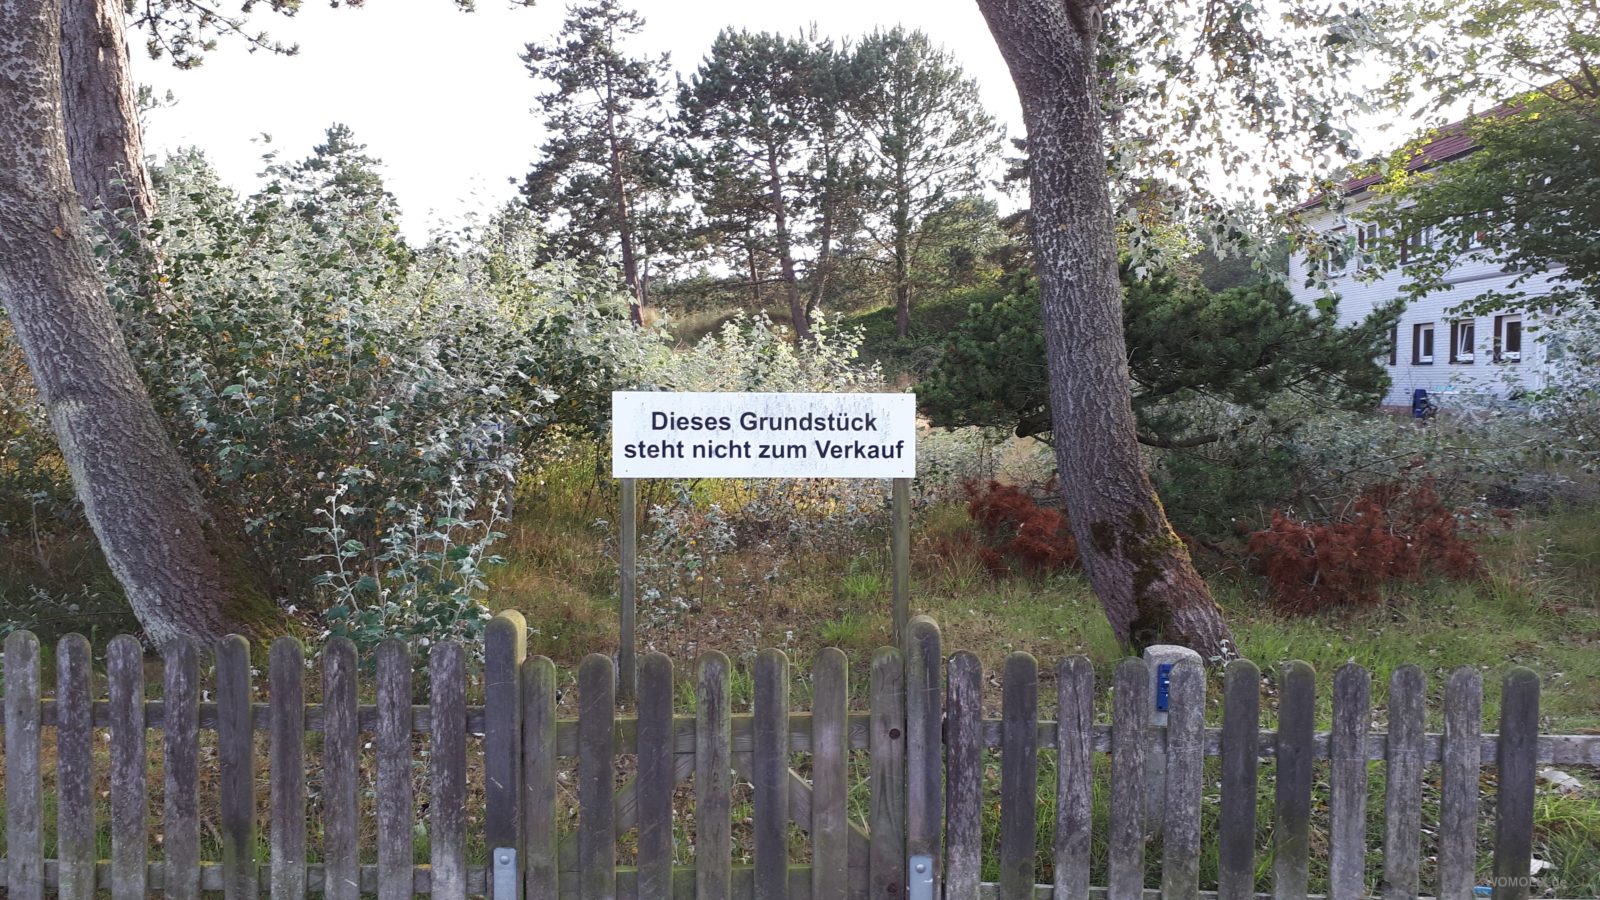 Dieses Grundstück
steht nicht zum Verkauf